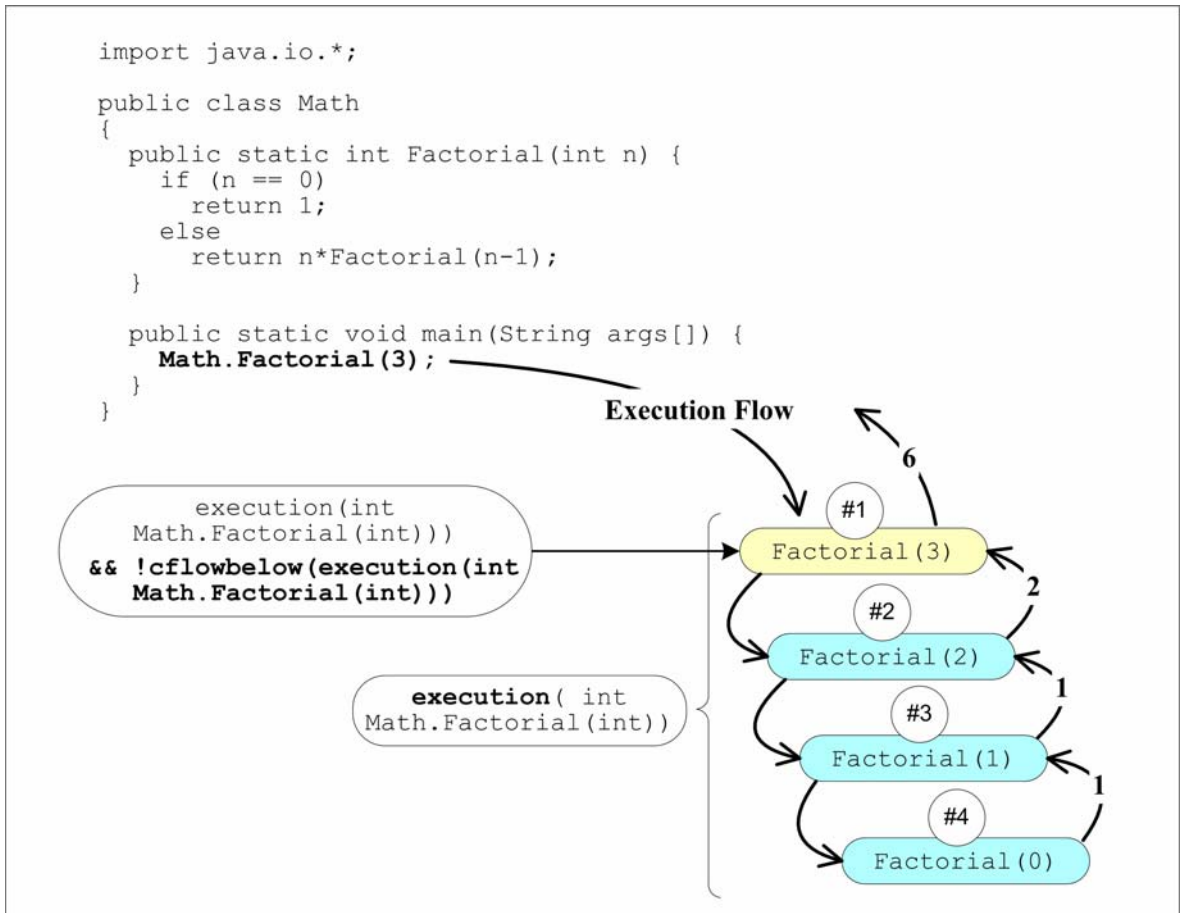 import java.io.*;
public class Math
{
public static int Factorial(int n) {
if (n == 0)
return 1;
else
return n*Factorial(n-1);
}
public static void main(String args[]) {
Math.Factorial(3);
}
}
Execution Flow
6
execution(int
Math.Factorial(int)))
&& !cflowbelow(execution(int
Math.Factorial(int)))
#1
Factorial(3)
2
#2
Factorial(2)
execution( int
Math.Factorial(int))
1
#3
Factorial(1)
1
#4
Factorial(0)